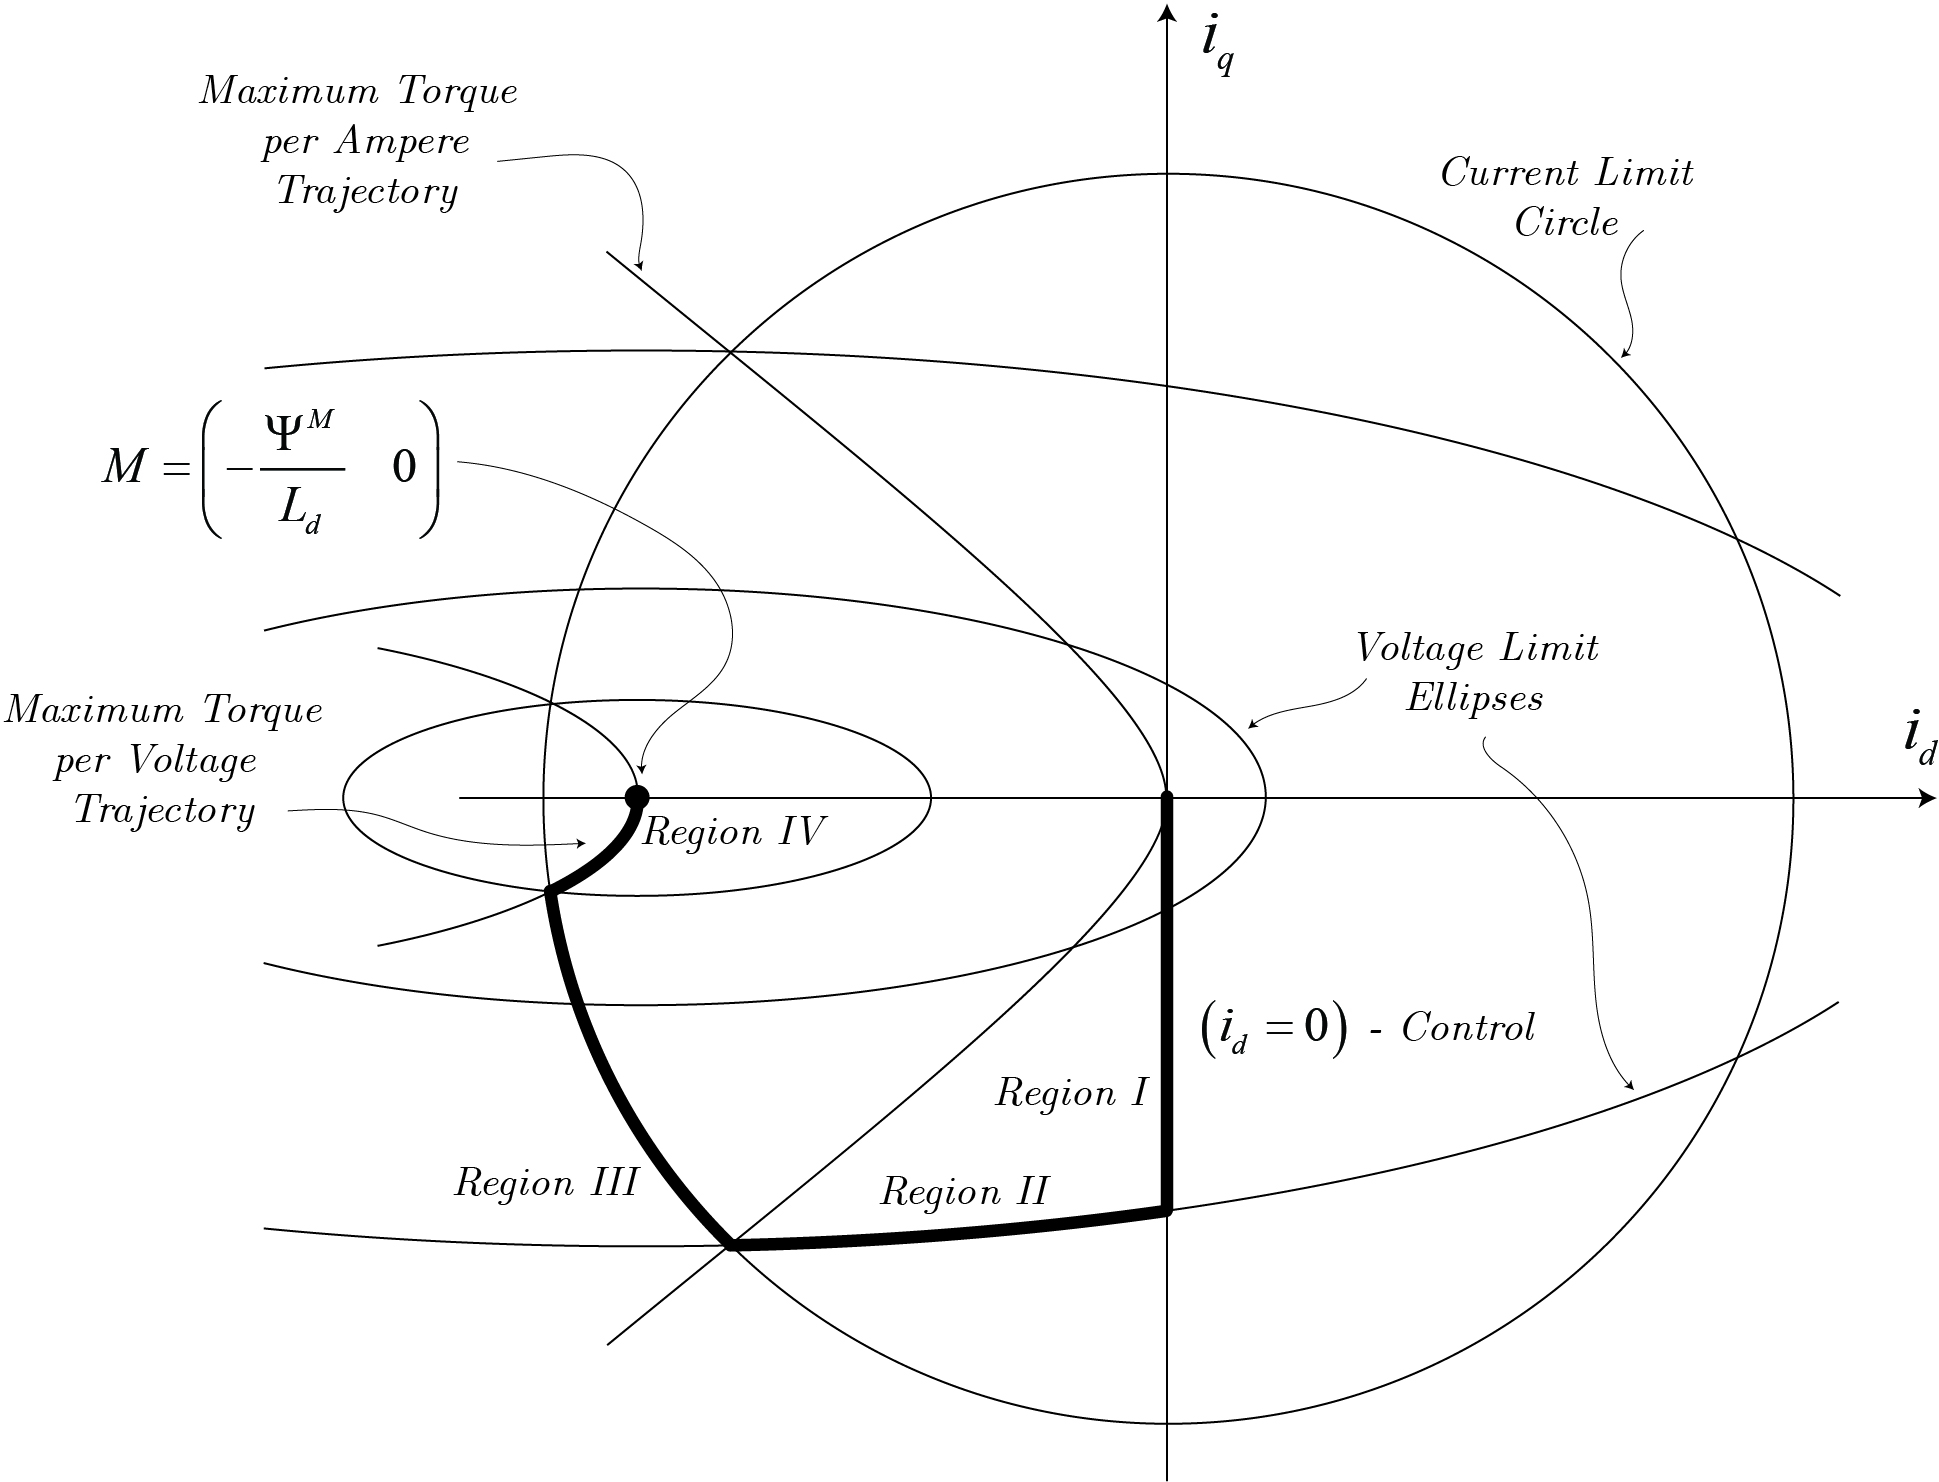 i_q
Maximum Torque
per Ampere
Trajectory
Current Limit
Circle
M = ( -Ψ^M/L_d 0 )
Voltage Limit
Ellipses
Maximum Torque
per Voltage
Trajectory
i_d
Region IV
(i_d = 0) - Control
Region I
Region III
Region II